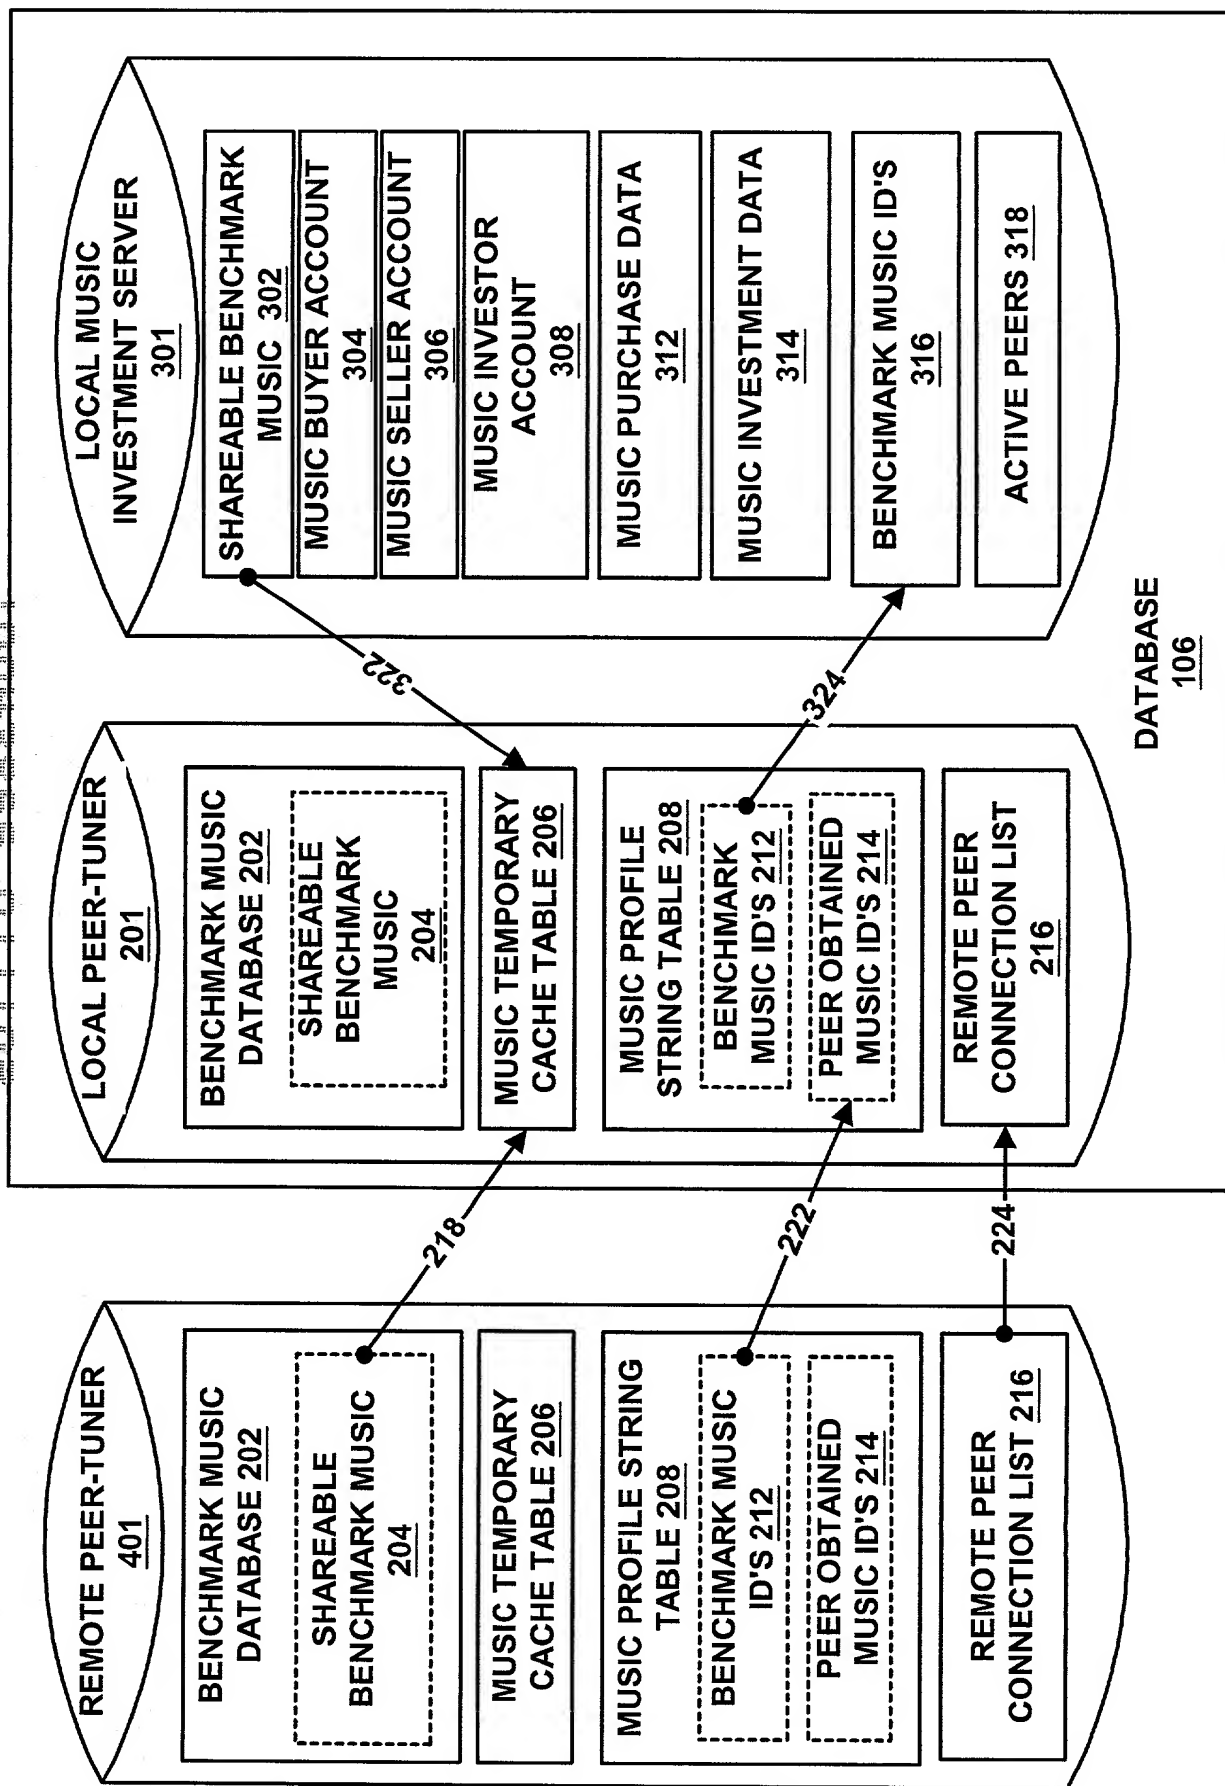 REMOTE PEER-TUNER
401
BENCHMARK MUSIC
DATABASE 202
SHAREABLE
BENCHMARK MUSIC
204
MUSIC TEMPORARY
CACHE TABLE 206
MUSIC PROFILE STRING
TABLE 208
BENCHMARK MUSIC
ID'S 212
PEER OBTAINED
MUSIC ID'S 214
REMOTE PEER
CONNECTION LIST 216
218
222
224
LOCAL PEER-TUNER
201
BENCHMARK MUSIC
DATABASE 202
SHAREABLE
BENCHMARK
MUSIC
204
MUSIC TEMPORARY
CACHE TABLE 206
MUSIC PROFILE
STRING TABLE 208
BENCHMARK
MUSIC ID'S 212
PEER OBTAINED
MUSIC ID'S 214
REMOTE PEER
CONNECTION LIST
216
322
324
LOCAL MUSIC
INVESTMENT SERVER
301
SHAREABLE BENCHMARK
MUSIC 302
MUSIC BUYER ACCOUNT
304
MUSIC SELLER ACCOUNT
306
MUSIC INVESTOR
ACCOUNT
308
MUSIC PURCHASE DATA
312
MUSIC INVESTMENT DATA
314
BENCHMARK MUSIC ID'S
316
ACTIVE PEERS 318
DATABASE
106